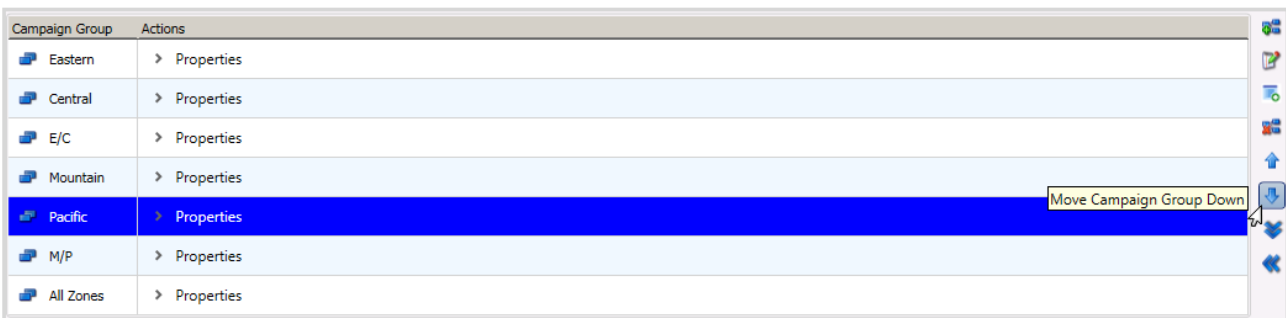 Campaign Group Actions
Eastern Properties
Central Properties
E/C Properties
Mountain Properties
Move Campaign Group Down
Pacific Properties
M/P Properties
All Zones Properties